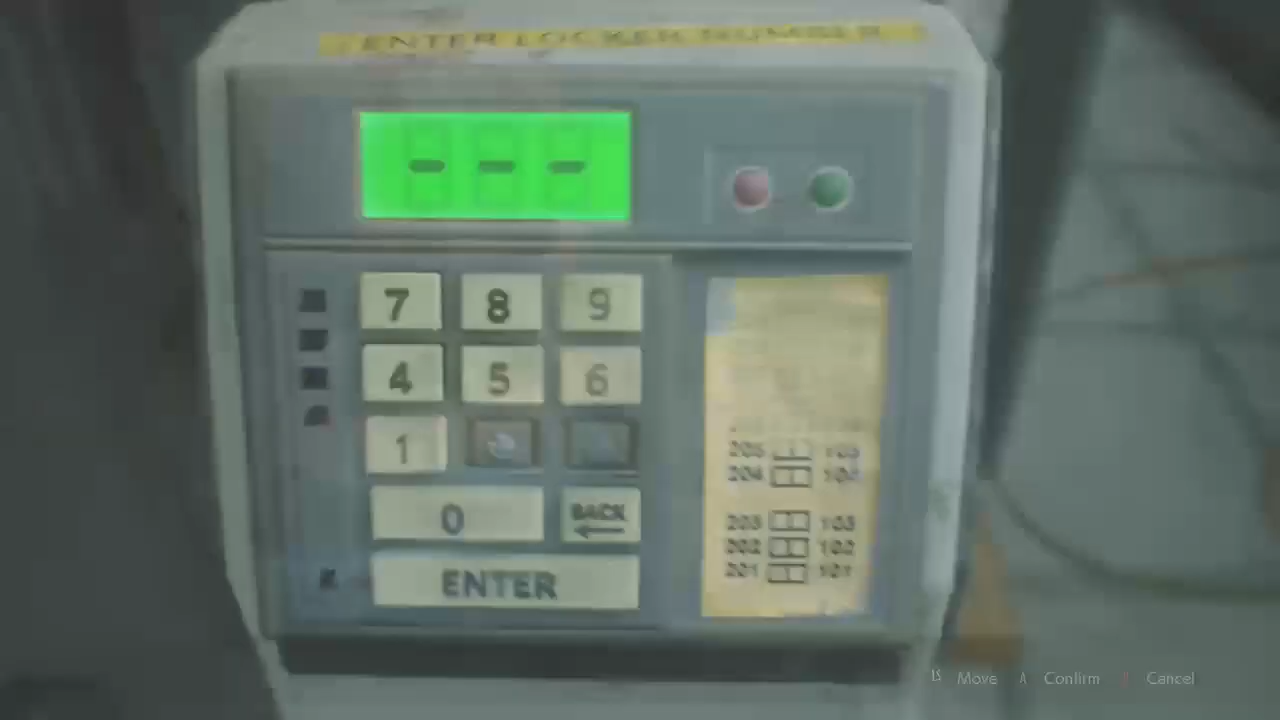 ENTER LOCKER NUMBER
- - -
7 8 9
4 5 6
1
0 BACK
ENTER
205 105
204 104
203 103
202 102
201 101
LS Move A Confirm Cancel